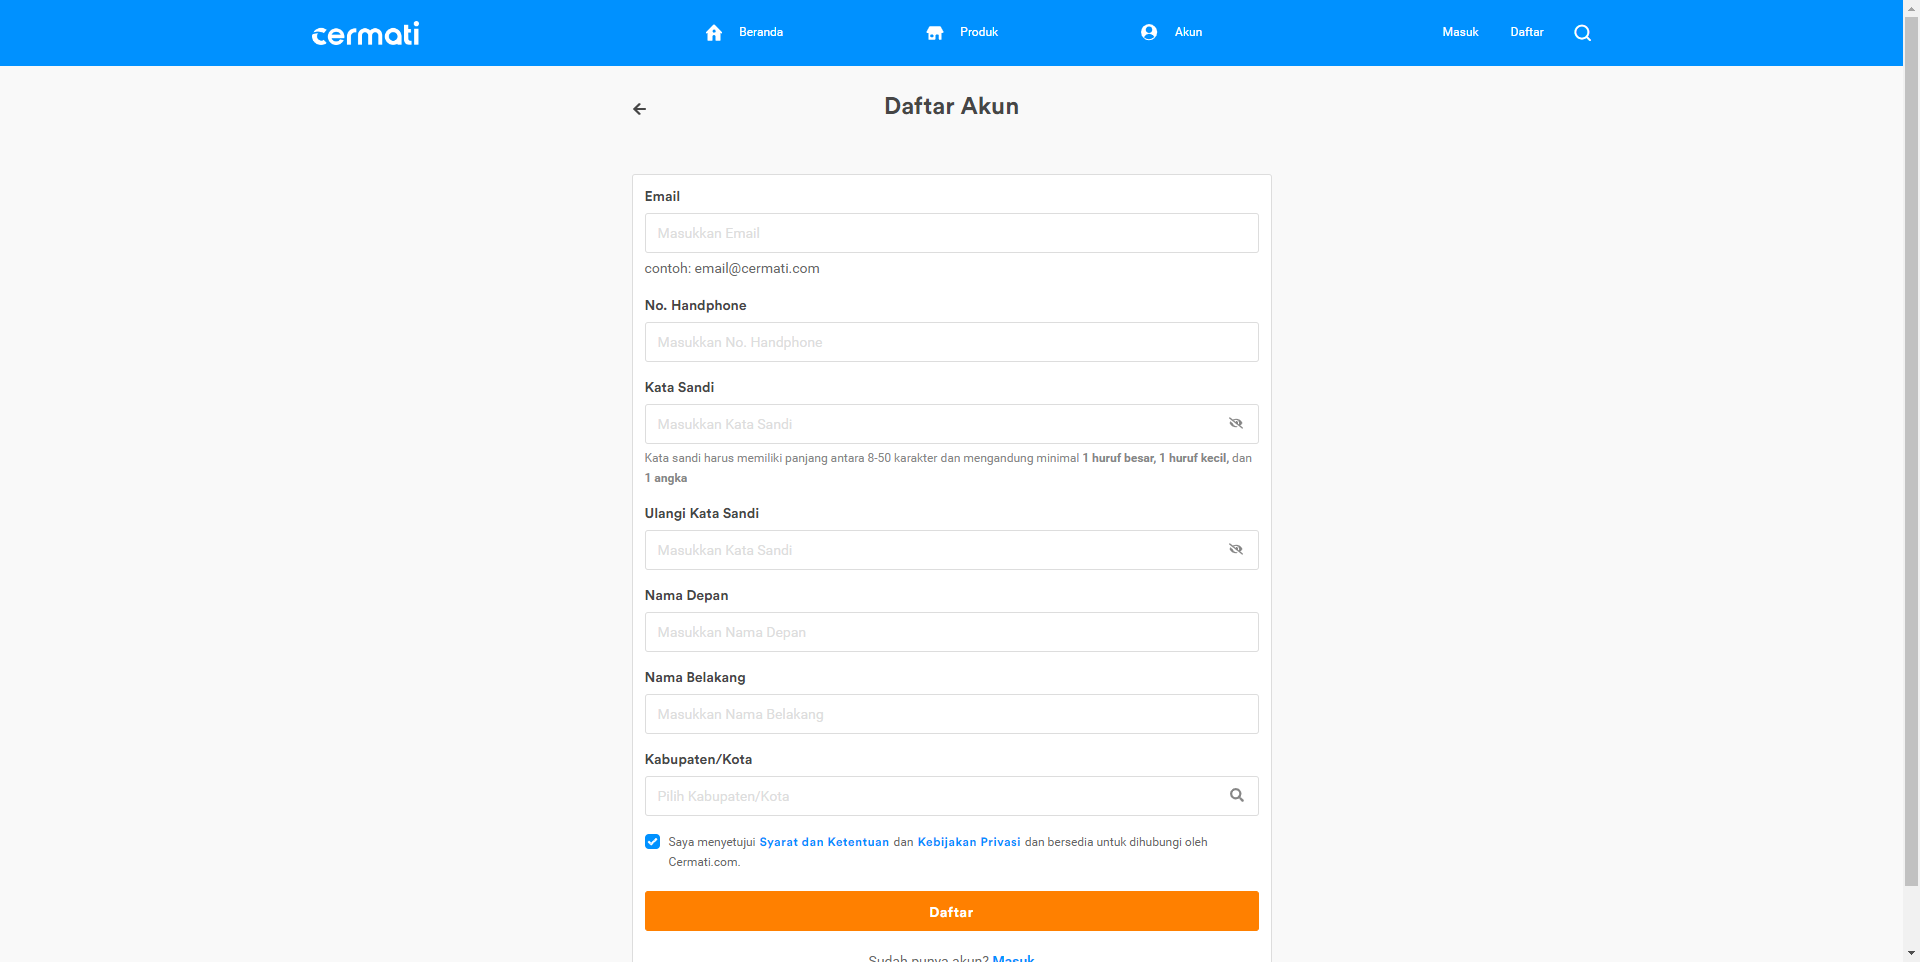 cermati
Beranda
Produk
Akun
Masuk
Daftar
Daftar Akun
Email
Masukkan Email
contoh: email@cermati.com
No. Handphone
Masukkan No. Handphone
Kata Sandi
Masukkan Kata Sandi
Kata sandi harus memiliki panjang antara 8-50 karakter dan mengandung minimal 1 huruf besar, 1 huruf kecil, dan
1 angka
Ulangi Kata Sandi
Masukkan Kata Sandi
Nama Depan
Masukkan Nama Depan
Nama Belakang
Masukkan Nama Belakang
Kabupaten/Kota
Pilih Kabupaten/Kota
Saya menyetujui Syarat dan Ketentuan dan Kebijakan Privasi dan bersedia untuk dihubungi oleh
Cermati.com.
Daftar
Sudah punya akun? Masuk